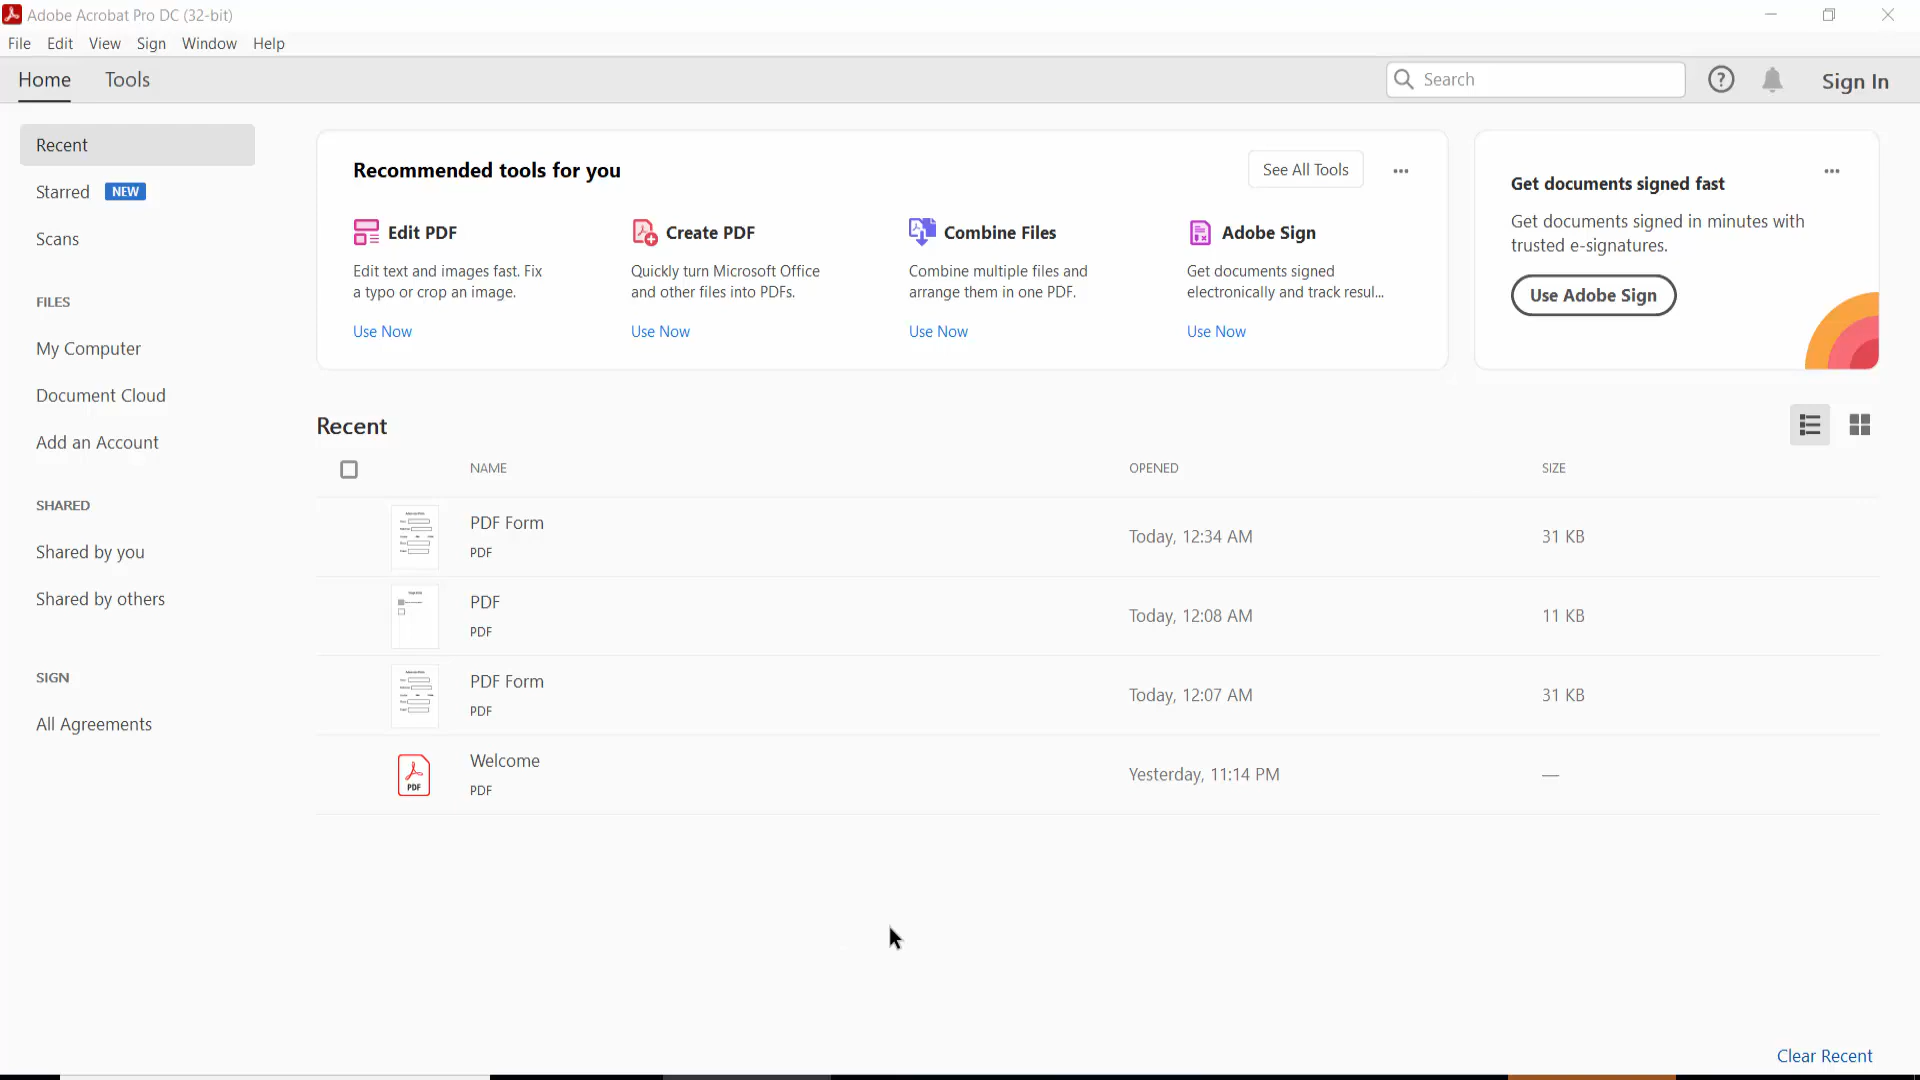 Adobe Acrobat Pro DC (32-bit)
File Edit View Sign Window Help
Home Tools Search Sign In
Recent
Starred NEW
Scans
FILES
My Computer
Document Cloud
Add an Account
SHARED
Shared by you
Shared by others
SIGN
All Agreements
Recommended tools for you See All Tools
Edit PDF
Edit text and images fast. Fix
a typo or crop an image.
Use Now
Create PDF
Quickly turn Microsoft Office
and other files into PDFs.
Use Now
Combine Files
Combine multiple files and
arrange them in one PDF.
Use Now
Adobe Sign
Get documents signed
electronically and track resul...
Use Now
Get documents signed fast
Get documents signed in minutes with
trusted e-signatures.
Use Adobe Sign
Recent
NAME OPENED SIZE
PDF Form
PDF
Today, 12:34 AM 31 KB
PDF
PDF
Today, 12:08 AM 11 KB
PDF Form
PDF
Today, 12:07 AM 31 KB
PDF
Welcome
PDF
Yesterday, 11:14 PM —
Clear Recent